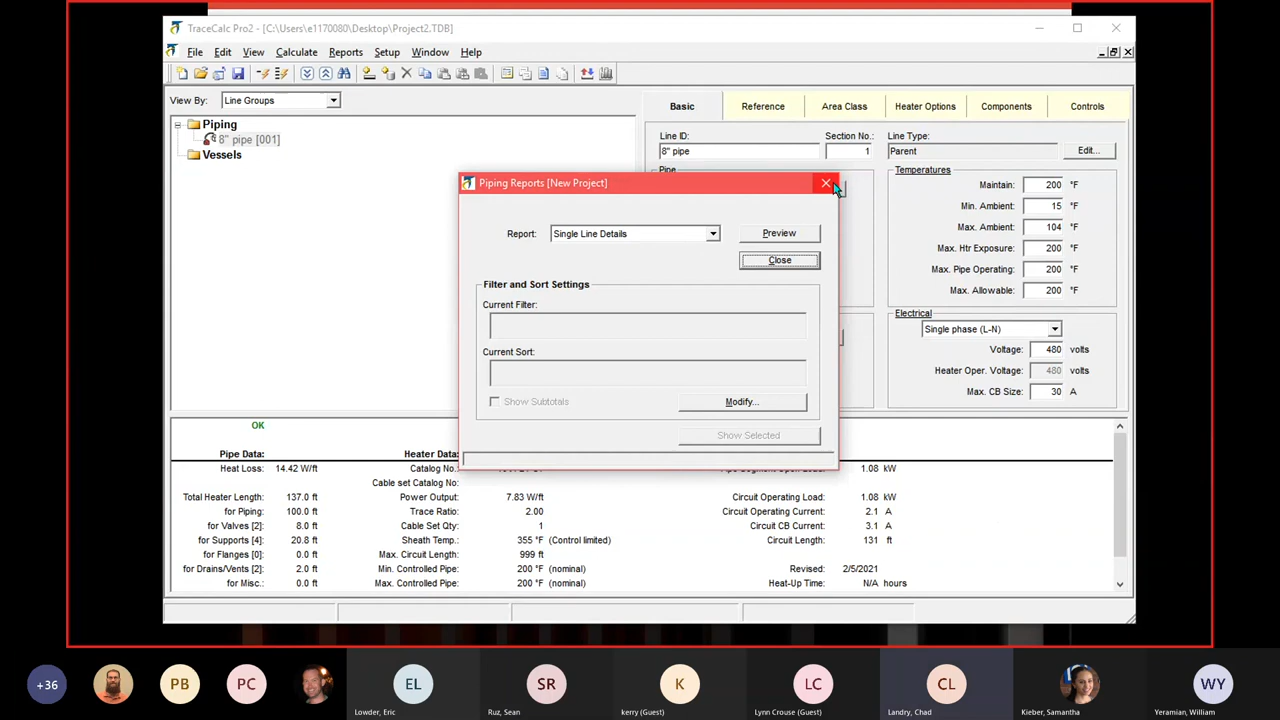 TraceCalc Pro2 - [C:\Users\e1170080\Desktop\Project2.TDB]
File Edit View Calculate Reports Setup Window Help
View By: Line Groups
Piping
8" pipe [001]
Vessels
Basic Reference Area Class Heater Options Components Controls
Line ID: Section No.: Line Type:
8" pipe 1 Parent Edit...
Pipe
Temperatures
Maintain: 200 °F
Min. Ambient: 15 °F
Max. Ambient: 104 °F
Max. Htr Exposure: 200 °F
Max. Pipe Operating: 200 °F
Max. Allowable: 200 °F
Electrical
Single phase (L-N)
Voltage: 480 volts
Heater Oper. Voltage: 480 volts
Max. CB Size: 30 A
Piping Reports [New Project]
Report: Single Line Details Preview
Close
Filter and Sort Settings
Current Filter:
Current Sort:
Show Subtotals Modify...
Show Selected
OK
Pipe Data: Heater Data:
Heat Loss: 14.42 W/ft Catalog No.: 1.08 kW
Cable set Catalog No:
Total Heater Length: 137.0 ft Power Output: 7.83 W/ft Circuit Operating Load: 1.08 kW
for Piping: 100.0 ft Trace Ratio: 2.00 Circuit Operating Current: 2.1 A
for Valves [2]: 8.0 ft Cable Set Qty: 1 Circuit CB Current: 3.1 A
for Supports [4]: 20.8 ft Sheath Temp.: 355 °F (Control limited) Circuit Length: 131 ft
for Flanges [0]: 0.0 ft Max. Circuit Length: 999 ft
for Drains/Vents [2]: 2.0 ft Min. Controlled Pipe: 200 °F (nominal) Revised: 2/5/2021
for Misc.: 0.0 ft Max. Controlled Pipe: 200 °F (nominal) Heat-Up Time: N/A hours
+36 PB PC EL SR K LC CL WY
Lowder, Eric Ruz, Sean kerry (Guest) Lynn Crouse (Guest) Landry, Chad Kieber, Samantha Yeramian, William